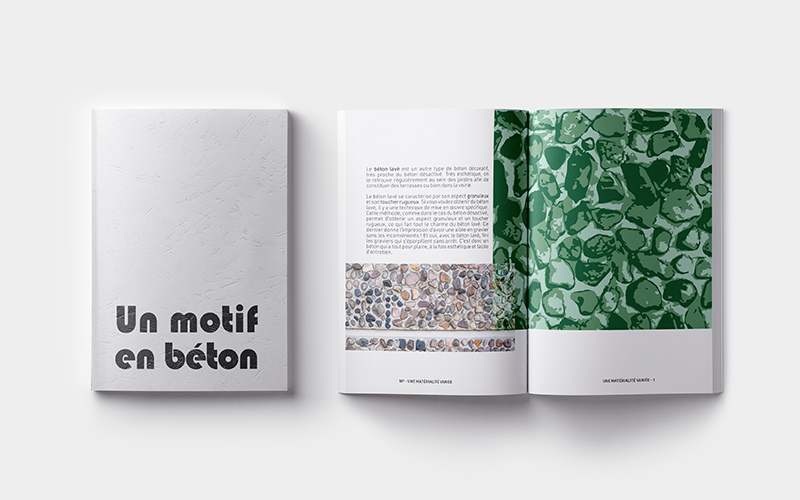 Un motif
en béton
Le béton lavé est un autre type de béton décoratif,
très proche du béton désactivé. Très esthétique, on
le retrouve régulièrement au sein des jardins afin de
constituer des terrasses ou bien dans la voirie.
Le béton lavé se caractérise par son aspect granuleux
et son toucher rugueux. Si vous voulez obtenir du béton
lavé, il y a une technique de mise en œuvre spécifique.
Cette méthode, comme dans le cas du béton désactivé,
permet d'obtenir un aspect granuleux et un toucher
rugueux, ce qui fait tout le charme du béton lavé. Ce
dernier donne l'impression d'avoir une allée en gravier
sans les inconvénients ! Et oui, avec le béton lavé, fini
les graviers qui s'éparpillent sans arrêt. C'est donc un
béton qui a tout pour plaire, à la fois esthétique et facile
d'entretien.
N° - UNE MATÉRIALITÉ VARIÉE
UNE MATÉRIALITÉ VARIÉE - 1